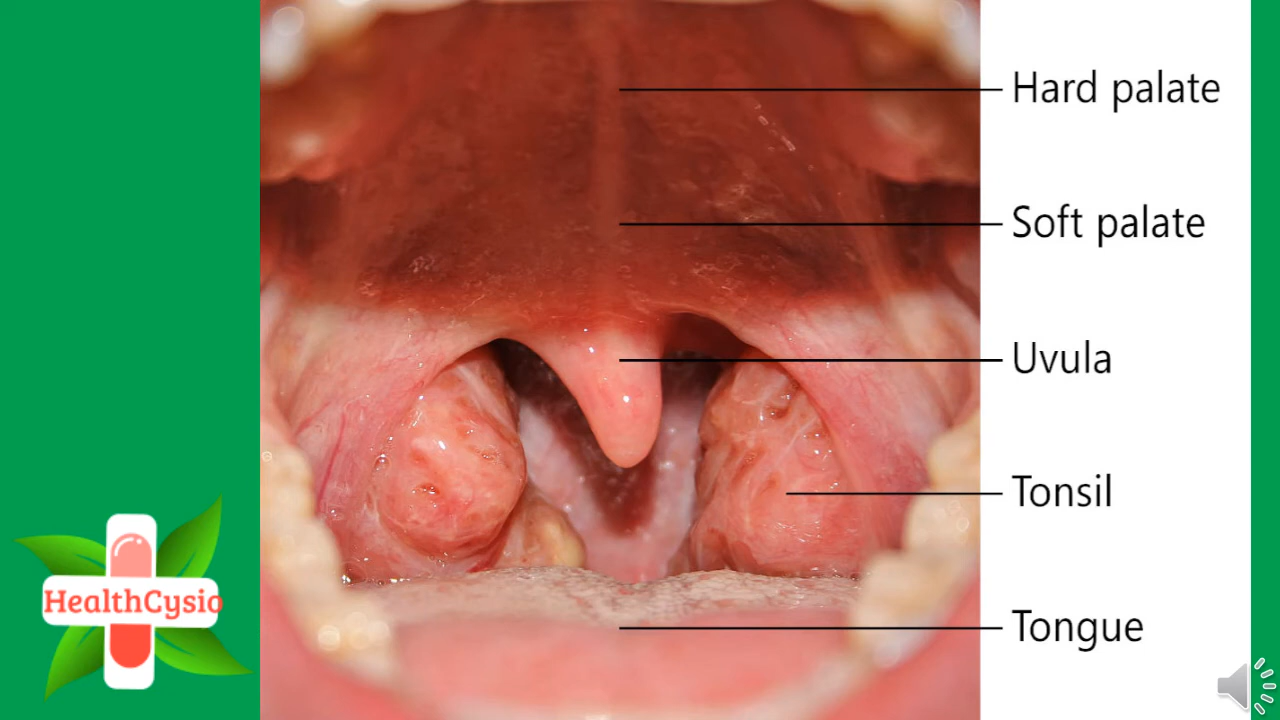 Hard palate
Soft palate
Uvula
Tonsil
Tongue
HealthCysio